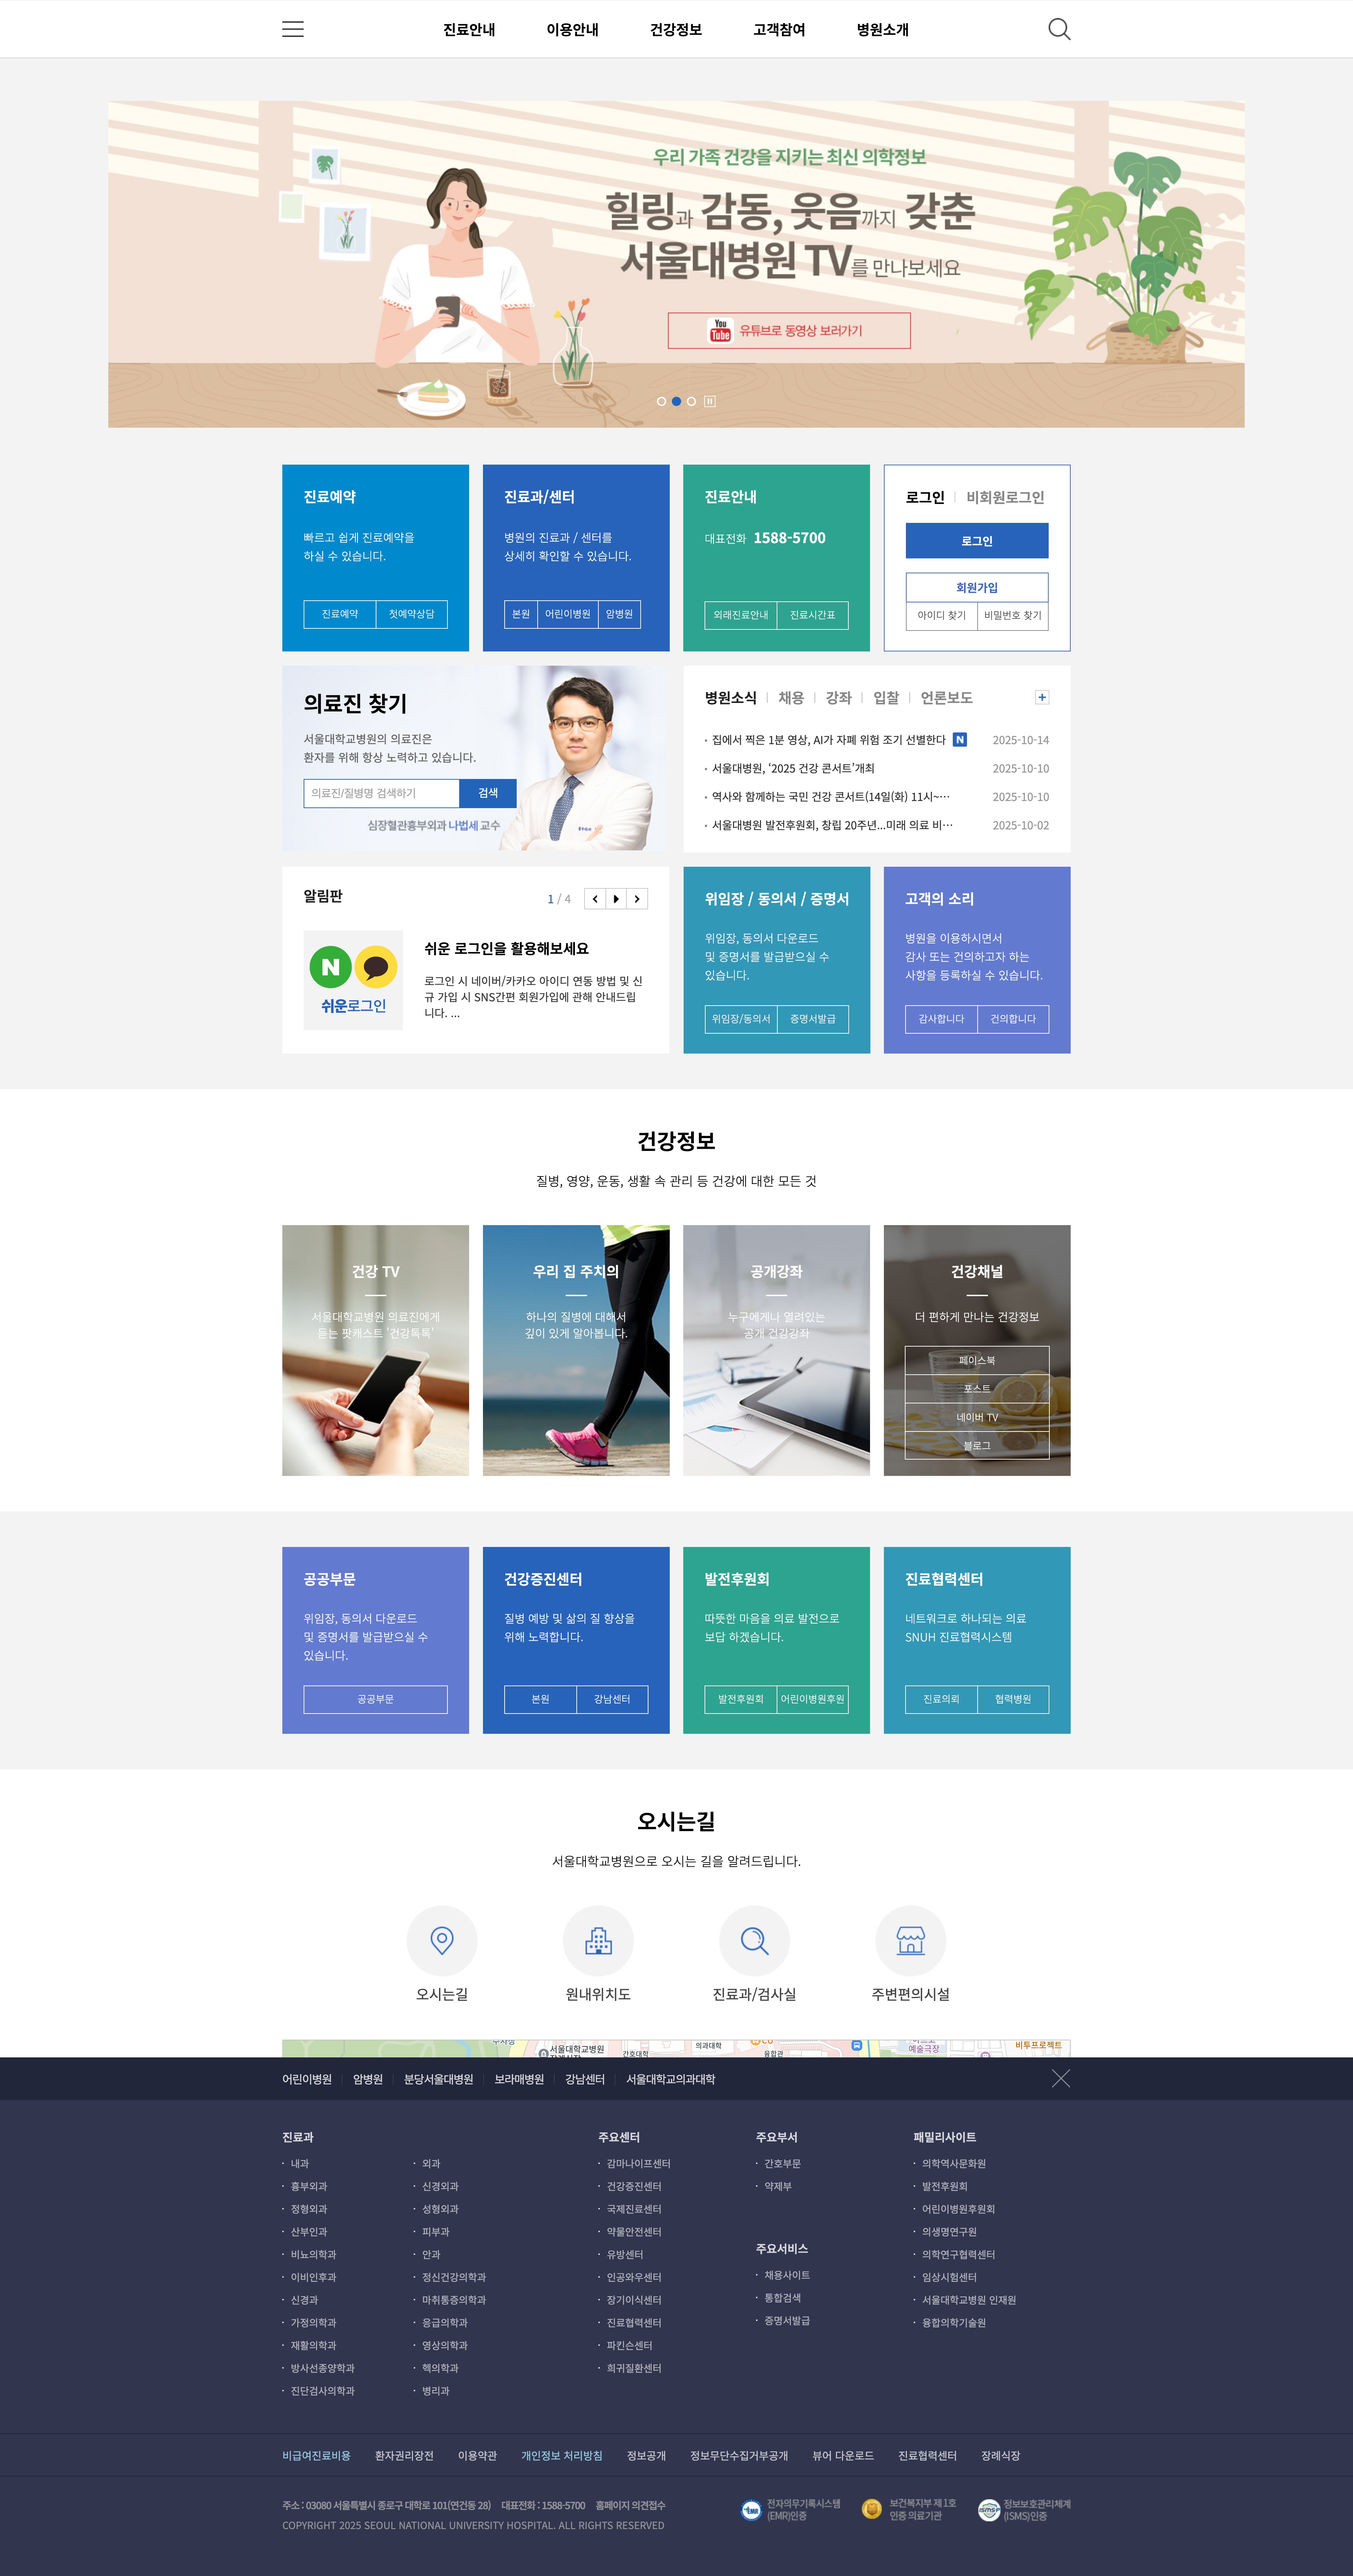 진료안내 이용안내 건강정보 고객참여 병원소개
우리 가족 건강을 지키는 최신 의학정보
힐링과 감동, 웃음까지 갖춘
서울대병원 TV를 만나보세요
You Tube 유튜브로 동영상 보러가기
진료예약
빠르고 쉽게 진료예약을
하실 수 있습니다.
진료예약 첫예약상담
진료과/센터
병원의 진료과 / 센터를
상세히 확인할 수 있습니다.
본원 어린이병원 암병원
진료안내
대표전화 1588-5700
외래진료안내 진료시간표
로그인 비회원로그인
로그인
회원가입
아이디 찾기 비밀번호 찾기
의료진 찾기
서울대학교병원의 의료진은
환자를 위해 항상 노력하고 있습니다.
의료진/질병명 검색하기 검색
심장혈관흉부외과 나법세 교수
병원소식 채용 강좌 입찰 언론보도
집에서 찍은 1분 영상, AI가 자폐 위험 조기 선별한다 N 2025-10-14
서울대병원, ‘2025 건강 콘서트’개최 2025-10-10
역사와 함께하는 국민 건강 콘서트(14일(화) 11시~… 2025-10-10
서울대병원 발전후원회, 창립 20주년...미래 의료 비… 2025-10-02
알림판 1 / 4
N 쉬운로그인
쉬운 로그인을 활용해보세요
로그인 시 네이버/카카오 아이디 연동 방법 및 신
규 가입 시 SNS간편 회원가입에 관해 안내드립
니다. ...
위임장 / 동의서 / 증명서
위임장, 동의서 다운로드
및 증명서를 발급받으실 수
있습니다.
위임장/동의서 증명서발급
고객의 소리
병원을 이용하시면서
감사 또는 건의하고자 하는
사항을 등록하실 수 있습니다.
감사합니다 건의합니다
건강정보
질병, 영양, 운동, 생활 속 관리 등 건강에 대한 모든 것
건강 TV
서울대학교병원 의료진에게
듣는 팟캐스트 '건강톡톡'
우리 집 주치의
하나의 질병에 대해서
깊이 있게 알아봅니다.
공개강좌
누구에게나 열려있는
공개 건강강좌
건강채널
더 편하게 만나는 건강정보
페이스북
포스트
네이버 TV
블로그
공공부문
위임장, 동의서 다운로드
및 증명서를 발급받으실 수
있습니다.
공공부문
건강증진센터
질병 예방 및 삶의 질 향상을
위해 노력합니다.
본원 강남센터
발전후원회
따뜻한 마음을 의료 발전으로
보답 하겠습니다.
발전후원회 어린이병원후원
진료협력센터
네트워크로 하나되는 의료
SNUH 진료협력시스템
진료의뢰 협력병원
오시는길
서울대학교병원으로 오시는 길을 알려드립니다.
오시는길 원내위치도 진료과/검사실 주변편의시설
서울대학교병원 간호대학 의과대학 CU 융합관 예술극장 비투프로젝트
어린이병원 암병원 분당서울대병원 보라매병원 강남센터 서울대학교의과대학
진료과
내과
흉부외과
정형외과
산부인과
비뇨의학과
이비인후과
신경과
가정의학과
재활의학과
방사선종양학과
진단검사의학과
외과
신경외과
성형외과
피부과
안과
정신건강의학과
마취통증의학과
응급의학과
영상의학과
핵의학과
병리과
주요센터
감마나이프센터
건강증진센터
국제진료센터
약물안전센터
유방센터
인공와우센터
장기이식센터
진료협력센터
파킨슨센터
희귀질환센터
주요부서
간호부문
약제부
주요서비스
채용사이트
통합검색
증명서발급
패밀리사이트
의학역사문화원
발전후원회
어린이병원후원회
의생명연구원
의학연구협력센터
임상시험센터
서울대학교병원 인재원
융합의학기술원
비급여진료비용 환자권리장전 이용약관 개인정보 처리방침 정보공개 정보무단수집거부공개 뷰어 다운로드 진료협력센터 장례식장
주소 : 03080 서울특별시 종로구 대학로 101(연건동 28) 대표전화 : 1588-5700 홈페이지 의견접수
COPYRIGHT 2025 SEOUL NATIONAL UNIVERSITY HOSPITAL. ALL RIGHTS RESERVED
EMR 전자의무기록시스템
(EMR)인증
보건복지부 제 1호
인증 의료기관
ISMS 정보보호관리체계
(ISMS)인증